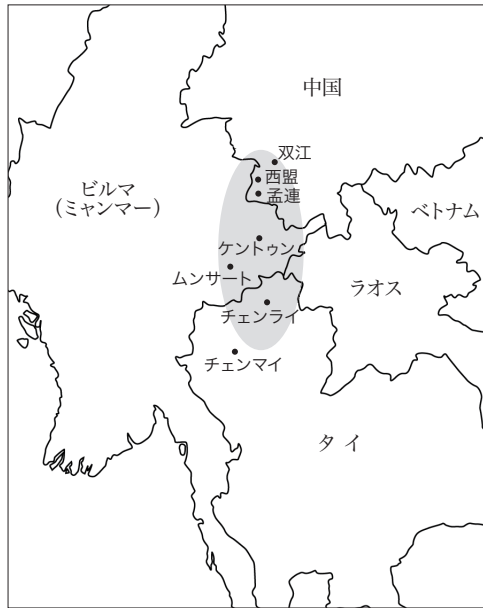 中国
双江
西盟
孟連
ビルマ
(ミャンマー)
ベトナム
ケントゥン
ムンサート
ラオス
チェンライ
チェンマイ
タイ